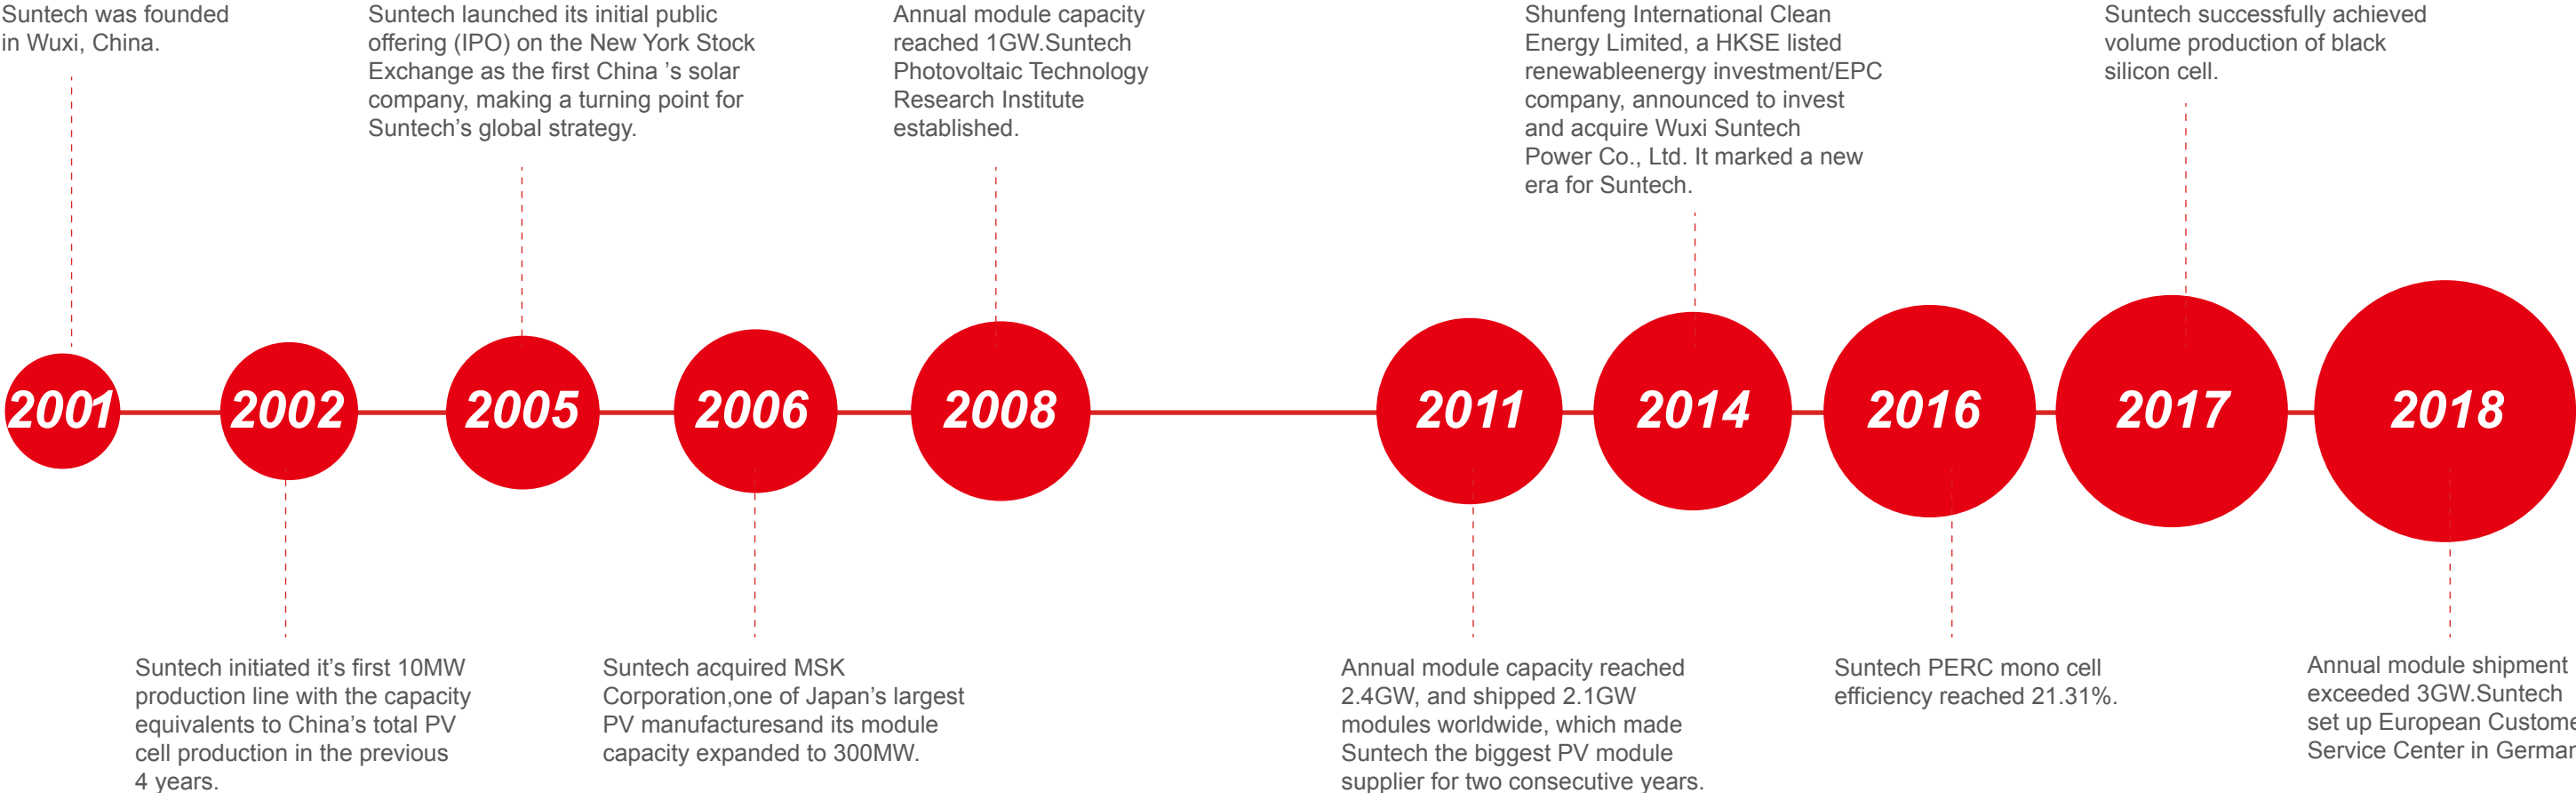 Suntech was founded
in Wuxi, China.
Suntech launched its initial public
offering (IPO) on the New York Stock
Exchange as the first China ’s solar
company, making a turning point for
Suntech’s global strategy.
Annual module capacity
reached 1GW.Suntech
Photovoltaic Technology
Research Institute
established.
Shunfeng International Clean
Energy Limited, a HKSE listed
renewableenergy investment/EPC
company, announced to invest
and acquire Wuxi Suntech
Power Co., Ltd. It marked a new
era for Suntech.
Suntech successfully achieved
volume production of black
silicon cell.
2001
2002
2005
2006
2008
2011
2014
2016
2017
2018
Suntech initiated it’s first 10MW
production line with the capacity
equivalents to China’s total PV
cell production in the previous
4 years.
Suntech acquired MSK
Corporation,one of Japan’s largest
PV manufacturesand its module
capacity expanded to 300MW.
Annual module capacity reached
2.4GW, and shipped 2.1GW
modules worldwide, which made
Suntech the biggest PV module
supplier for two consecutive years.
Suntech PERC mono cell
efficiency reached 21.31%.
Annual module shipment
exceeded 3GW.Suntech
set up European Custome
Service Center in German